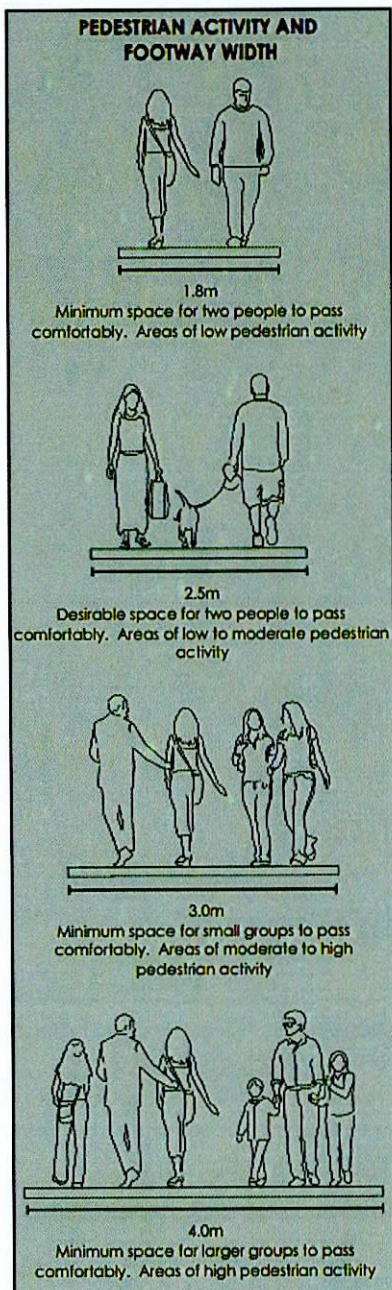 PEDESTRIAN ACTIVITY AND
FOOTWAY WIDTH
1.8m
Minimum space for two people to pass
comfortably. Areas of low pedestrian activity
2.5m
Desirable space for two people to pass
comfortably. Areas of low to moderate pedestrian
activity
3.0m
Minimum space for small groups to pass
comfortably. Areas of moderate to high
pedestrian activity
4.0m
Minimum space for larger groups to pass
comfortably. Areas of high pedestrian activity